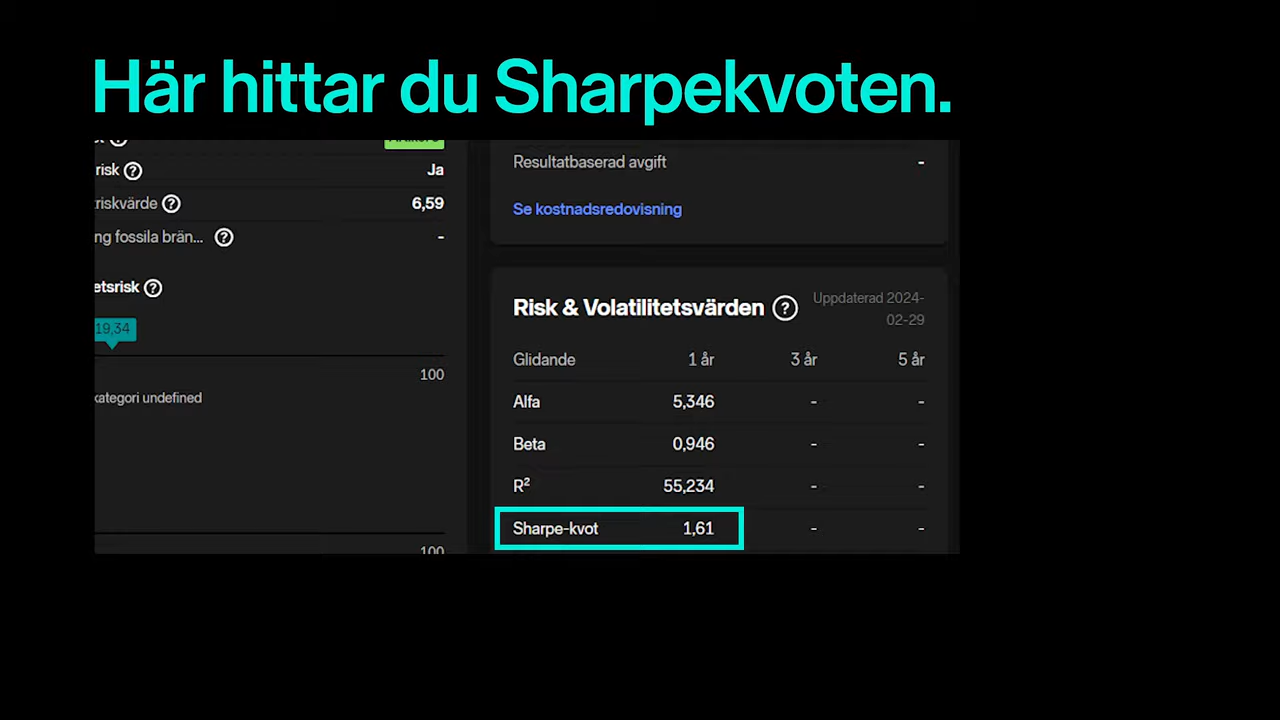 Här hittar du Sharpekvoten.
risk ? Ja
riskvärde ? 6,59
ng fossila brän... ? -
etsrisk ?
19,34
100
kategori undefined
100
Resultatbaserad avgift -
Se kostnadsredovisning
Risk & Volatilitetsvärden ? Uppdaterad 2024-
02-29
Glidande 1 år 3 år 5 år
Alfa 5,346 - -
Beta 0,946 - -
R² 55,234 - -
Sharpe-kvot 1,61 - -